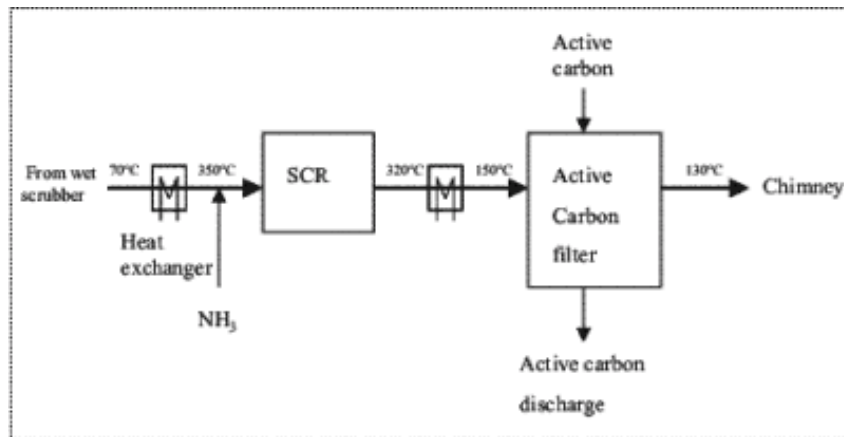 Active
carbon
From wet
scrubber
70°C
350°C
SCR
320°C
150°C
Active
Carbon
filter
130°C
Chimney
Heat
exchanger
NH₃
Active carbon
discharge